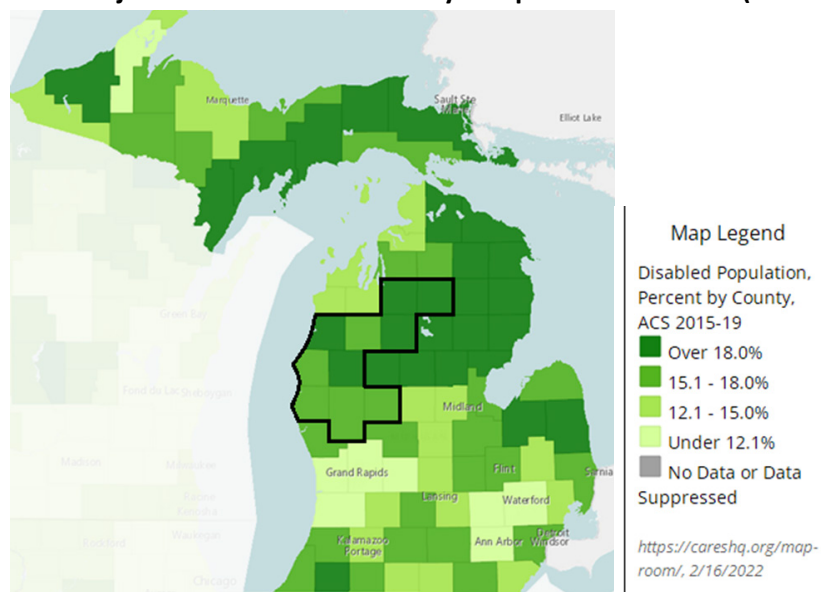 Marquette
Sault Ste
Marie
Elliot Lake
Green Bay
Fond du Lac Sheboygan
Midland
Madison
Milwaukee
Racine
Kenosha
Waukegan
Rockford
Chicago
Grand Rapids
Flint
Sarnia
Lansing
Waterford
Kalamazoo
Portage
Ann Arbor
Detroit
Windsor
Map Legend
Disabled Population,
Percent by County,
ACS 2015-19
Over 18.0%
15.1 - 18.0%
12.1 - 15.0%
Under 12.1%
No Data or Data
Suppressed
https://careshq.org/map-
room/, 2/16/2022